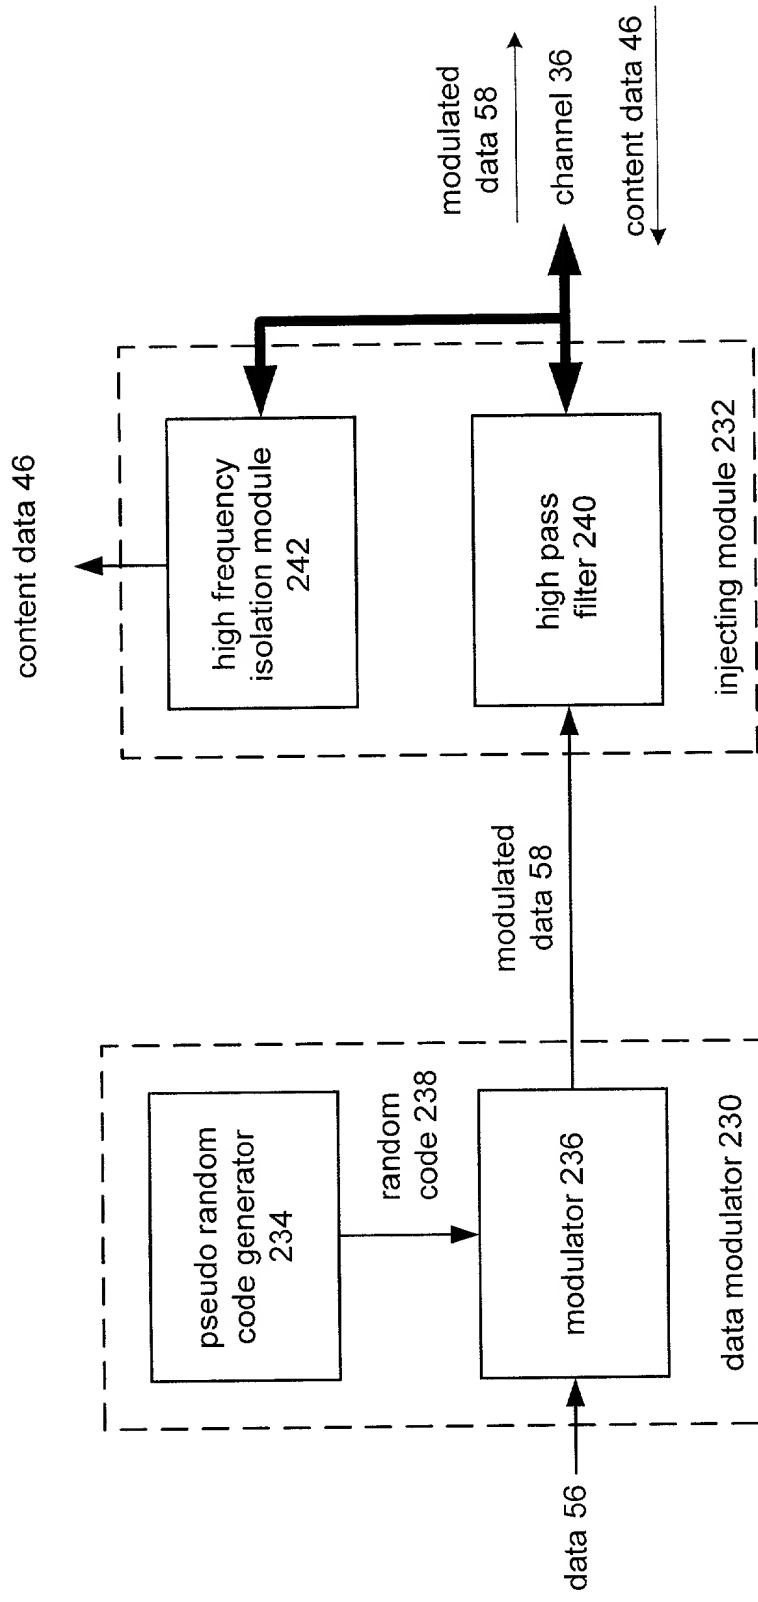 data 56
pseudo random
code generator
234
random
code 238
modulator 236
data modulator 230
modulated
data 58
content data 46
high frequency
isolation module
242
high pass
filter 240
injecting module 232
modulated
data 58
channel 36
content data 46